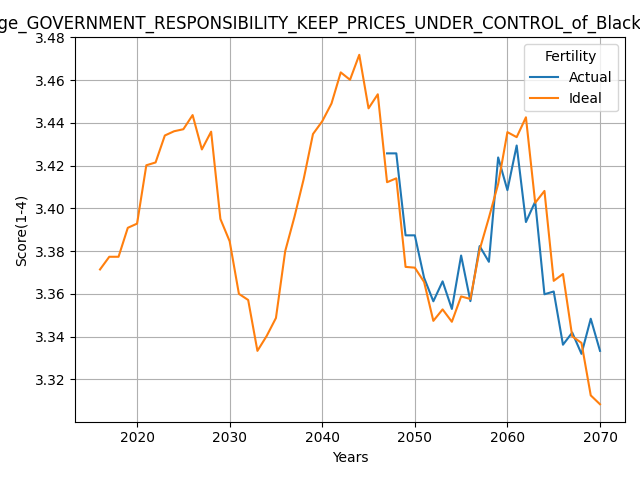 ge_GOVERNMENT_RESPONSIBILITY_KEEP_PRICES_UNDER_CONTROL_of_Black
3.48
3.46
3.44
3.42
3.40
3.38
3.36
3.34
3.32
Score(1-4)
Fertility
Actual
Ideal
2020 2030 2040 2050 2060 2070
Years